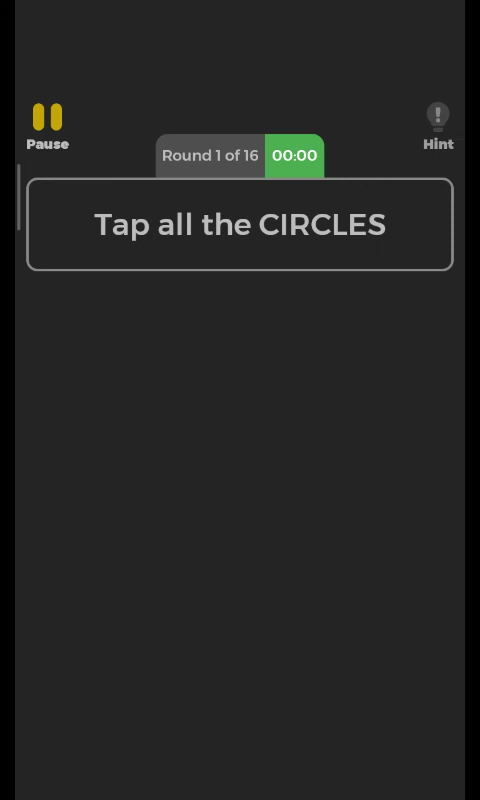 Pause
Hint
Round 1 of 16 00:00
Tap all the CIRCLES